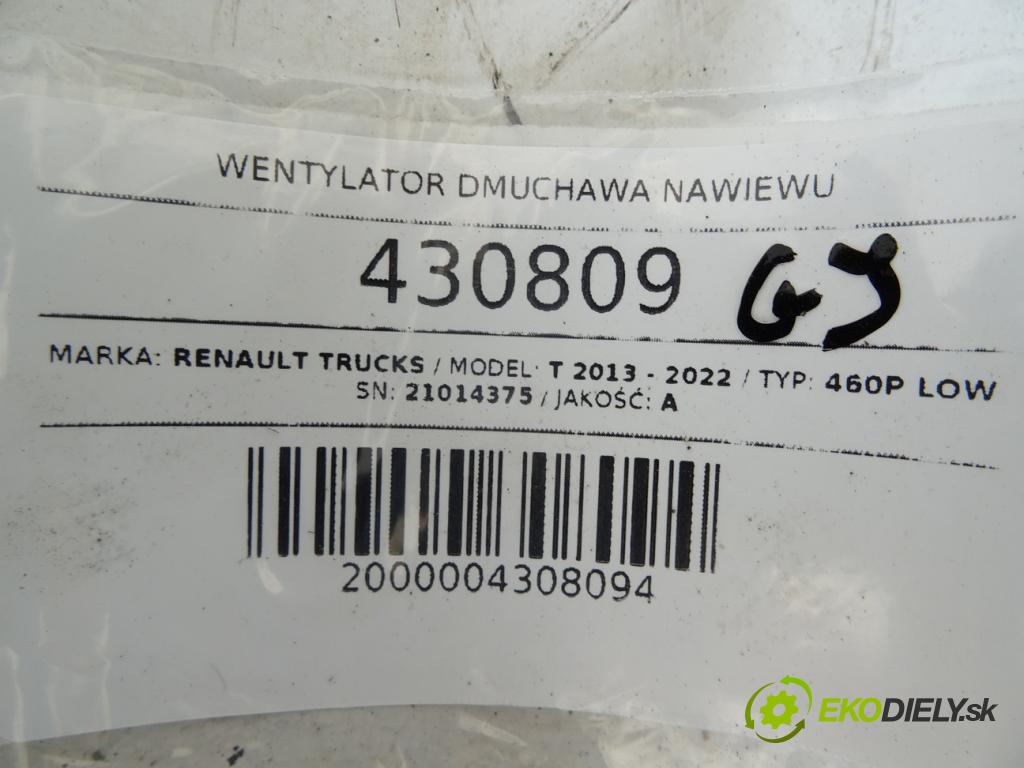 WENTYLATOR DMUCHAWA NAWIEWU
430809
MARKA: RENAULT TRUCKS / MODEL: T 2013 - 2022 / TYP: 460P LOW
SN: 21014375 / JAKOŚĆ: A
2000004308094
EKODIELY.sk